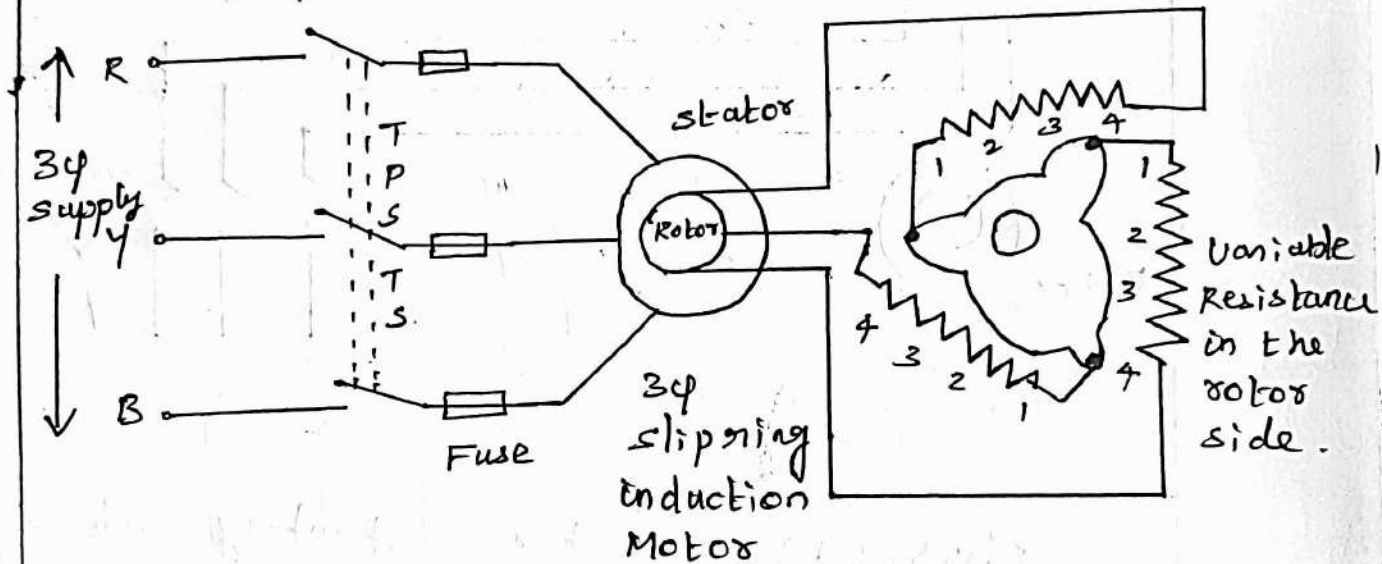 R
3φ
supply
Y
B
T
P
S
T
S.
Fuse
stator
Rotor
3φ
slipring
induction
Motor
1 2 3 4
1
2
3
4
4
3
2
1
variable
Resistance
in the
rotor
side.